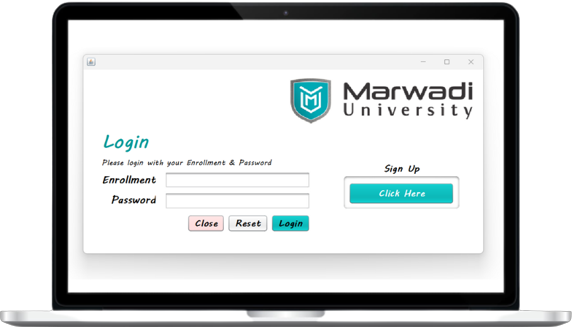 Marwadi
University
Login
Please login with your Enrollment & Password
Enrollment
Password
Close Reset Login
Sign Up
Click Here